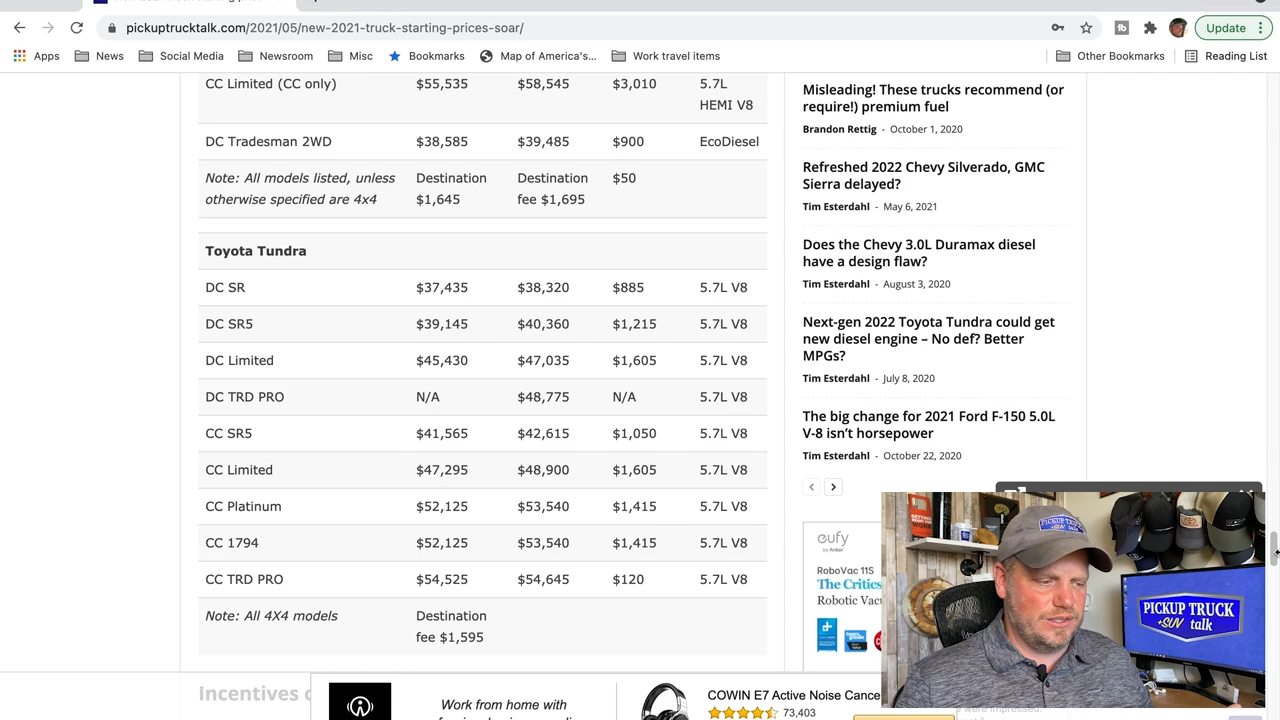 pickuptrucktalk.com/2021/05/new-2021-truck-starting-prices-soar/
Update
Apps News Social Media Newsroom Misc Bookmarks Map of America's... Work travel items Other Bookmarks Reading List
CC Limited (CC only) $55,535 $58,545 $3,010 5.7L
HEMI V8
DC Tradesman 2WD $38,585 $39,485 $900 EcoDiesel
Note: All models listed, unless Destination Destination $50
otherwise specified are 4x4 $1,645 fee $1,695
Toyota Tundra
DC SR $37,435 $38,320 $885 5.7L V8
DC SR5 $39,145 $40,360 $1,215 5.7L V8
DC Limited $45,430 $47,035 $1,605 5.7L V8
DC TRD PRO N/A $48,775 N/A 5.7L V8
CC SR5 $41,565 $42,615 $1,050 5.7L V8
CC Limited $47,295 $48,900 $1,605 5.7L V8
CC Platinum $52,125 $53,540 $1,415 5.7L V8
CC 1794 $52,125 $53,540 $1,415 5.7L V8
CC TRD PRO $54,525 $54,645 $120 5.7L V8
Note: All 4X4 models Destination
fee $1,595
Incentives
Misleading! These trucks recommend (or
require!) premium fuel
Brandon Rettig - October 1, 2020
Refreshed 2022 Chevy Silverado, GMC
Sierra delayed?
Tim Esterdahl - May 6, 2021
Does the Chevy 3.0L Duramax diesel
have a design flaw?
Tim Esterdahl - August 3, 2020
Next-gen 2022 Toyota Tundra could get
new diesel engine – No def? Better
MPGs?
Tim Esterdahl - July 8, 2020
The big change for 2021 Ford F-150 5.0L
V-8 isn't horsepower
Tim Esterdahl - October 22, 2020
eufy
by Anker
RoboVac 11S
The Critics
Robotic Vac
PICKUP TRUCK
+SUV talk
Work from home with
COWIN E7 Active Noise Cance
73,403